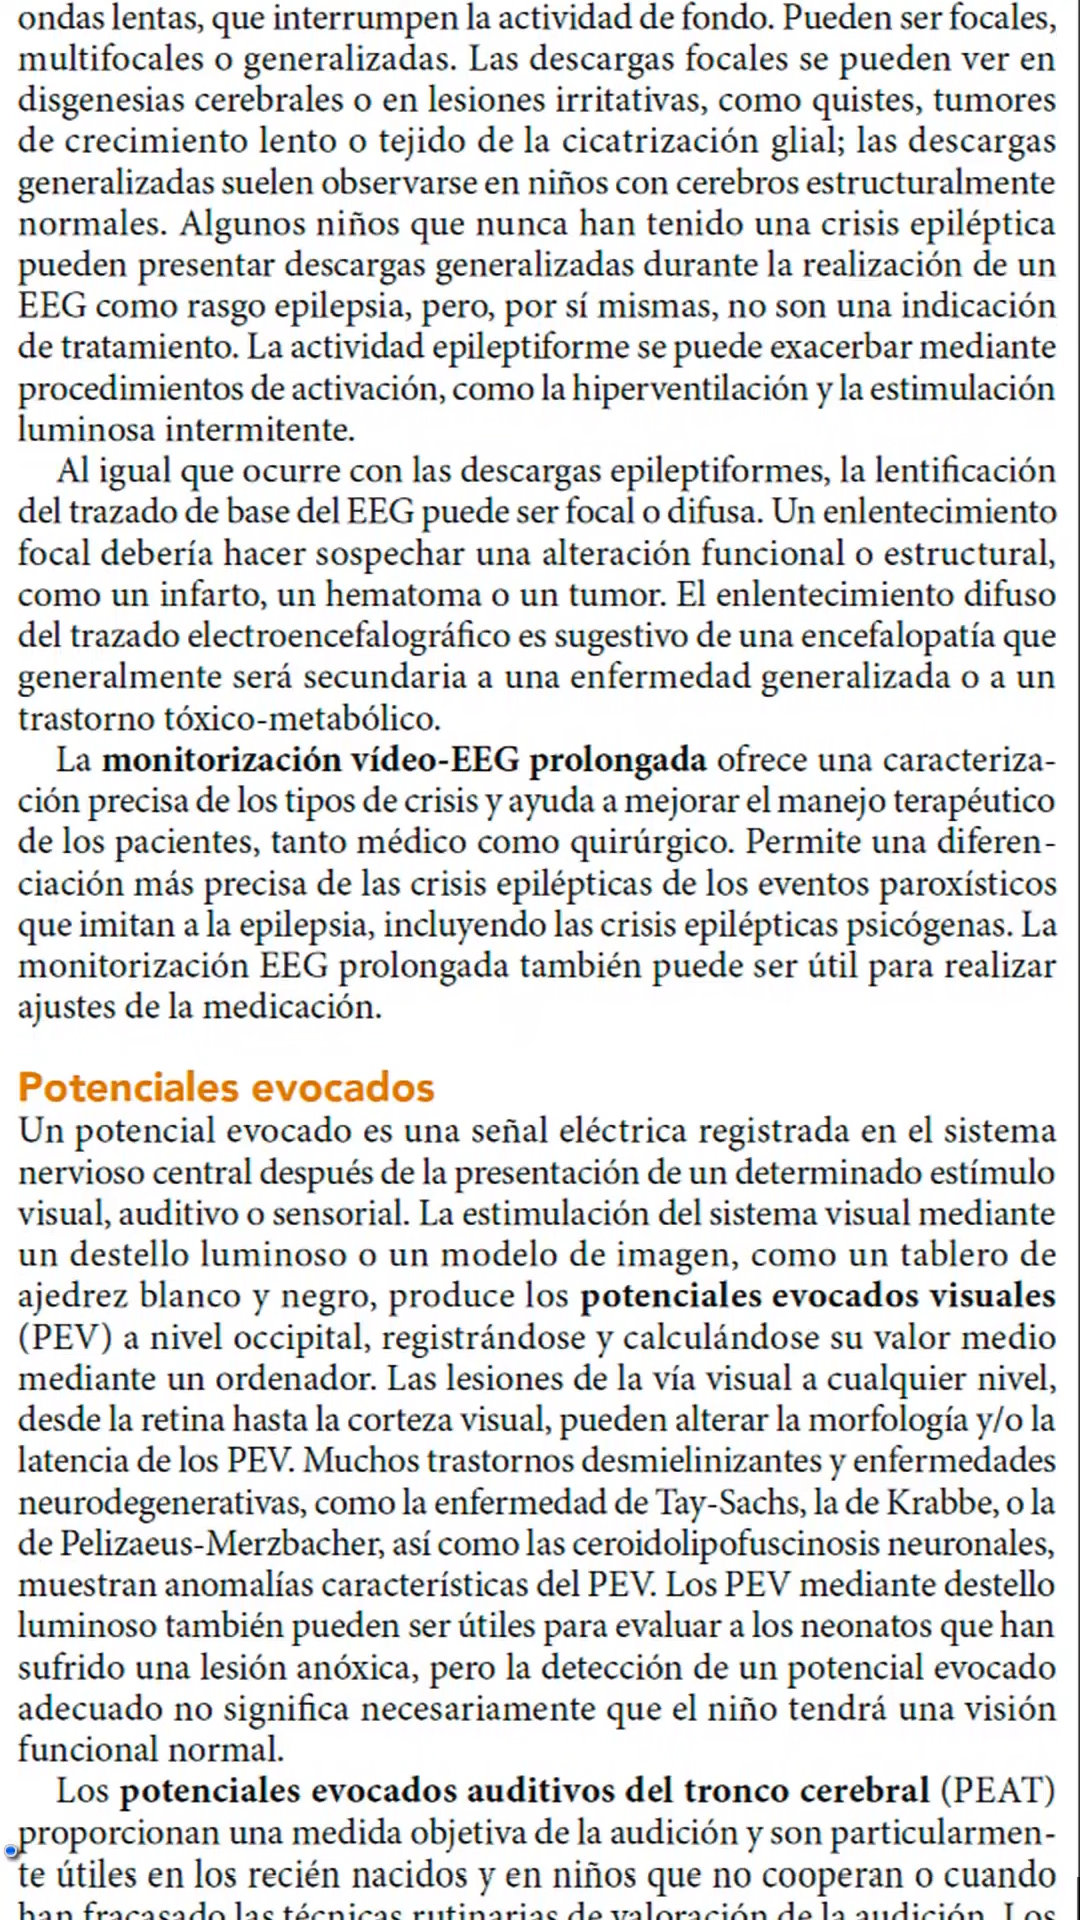 ondas lentas, que interrumpen la actividad de fondo. Pueden ser focales,
multifocales o generalizadas. Las descargas focales se pueden ver en
disgenesias cerebrales o en lesiones irritativas, como quistes, tumores
de crecimiento lento o tejido de la cicatrización glial; las descargas
generalizadas suelen observarse en niños con cerebros estructuralmente
normales. Algunos niños que nunca han tenido una crisis epiléptica
pueden presentar descargas generalizadas durante la realización de un
EEG como rasgo epilepsia, pero, por sí mismas, no son una indicación
de tratamiento. La actividad epileptiforme se puede exacerbar mediante
procedimientos de activación, como la hiperventilación y la estimulación
luminosa intermitente.
Al igual que ocurre con las descargas epileptiformes, la lentificación
del trazado de base del EEG puede ser focal o difusa. Un enlentecimiento
focal debería hacer sospechar una alteración funcional o estructural,
como un infarto, un hematoma o un tumor. El enlentecimiento difuso
del trazado electroencefalográfico es sugestivo de una encefalopatía que
generalmente será secundaria a una enfermedad generalizada o a un
trastorno tóxico-metabólico.
La monitorización vídeo-EEG prolongada ofrece una caracteriza-
ción precisa de los tipos de crisis y ayuda a mejorar el manejo terapéutico
de los pacientes, tanto médico como quirúrgico. Permite una diferen-
ciación más precisa de las crisis epilépticas de los eventos paroxísticos
que imitan a la epilepsia, incluyendo las crisis epilépticas psicógenas. La
monitorización EEG prolongada también puede ser útil para realizar
ajustes de la medicación.
Potenciales evocados
Un potencial evocado es una señal eléctrica registrada en el sistema
nervioso central después de la presentación de un determinado estímulo
visual, auditivo o sensorial. La estimulación del sistema visual mediante
un destello luminoso o un modelo de imagen, como un tablero de
ajedrez blanco y negro, produce los potenciales evocados visuales
(PEV) a nivel occipital, registrándose y calculándose su valor medio
mediante un ordenador. Las lesiones de la vía visual a cualquier nivel,
desde la retina hasta la corteza visual, pueden alterar la morfología y/o la
latencia de los PEV. Muchos trastornos desmielinizantes y enfermedades
neurodegenerativas, como la enfermedad de Tay-Sachs, la de Krabbe, o la
de Pelizaeus-Merzbacher, así como las ceroidolipofuscinosis neuronales,
muestran anomalías características del PEV. Los PEV mediante destello
luminoso también pueden ser útiles para evaluar a los neonatos que han
sufrido una lesión anóxica, pero la detección de un potencial evocado
adecuado no significa necesariamente que el niño tendrá una visión
funcional normal.
Los potenciales evocados auditivos del tronco cerebral (PEAT)
proporcionan una medida objetiva de la audición y son particularmen-
te útiles en los recién nacidos y en niños que no cooperan o cuando
han fracasado las técnicas rutinarias de valoración de la audición. Los